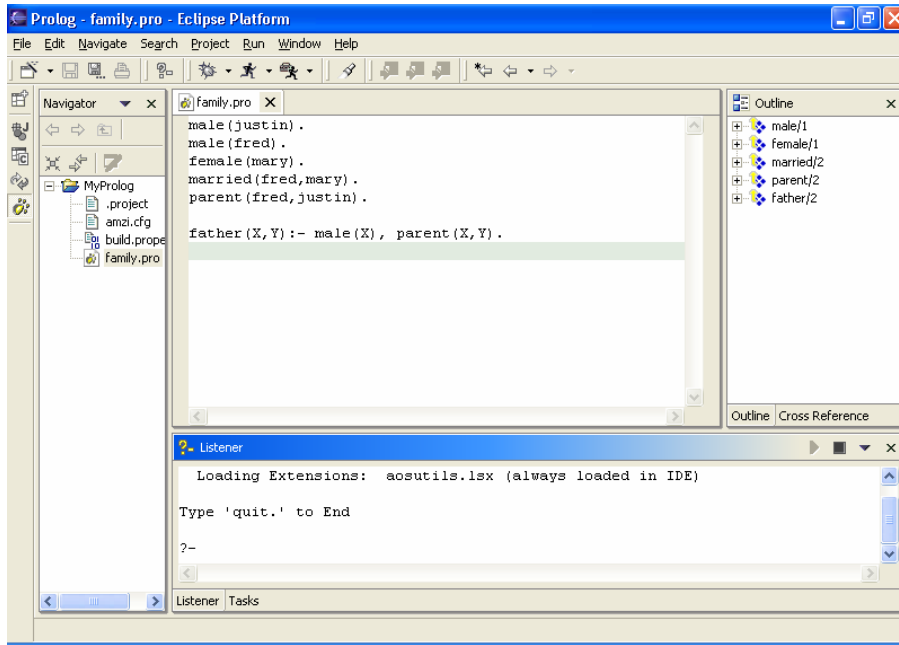 Prolog - family.pro - Eclipse Platform
File Edit Navigate Search Project Run Window Help
Navigator
MyProlog
.project
amzi.cfg
build.prope
family.pro
family.pro
male(justin).
male(fred).
female(mary).
married(fred,mary).
parent(fred,justin).
father(X,Y):- male(X), parent(X,Y).
Outline
male/1
female/1
married/2
parent/2
father/2
Outline Cross Reference
?- Listener
Loading Extensions: aosutils.lsx (always loaded in IDE)
Type 'quit.' to End
?-
Listener Tasks